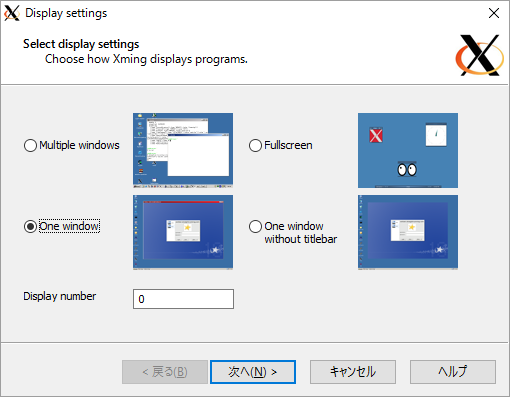 Display settings
Select display settings
Choose how Xming displays programs.
Multiple windows
Fullscreen
One window
One window
without titlebar
Display number
0
< 戻る(B)
次へ(N) >
キャンセル
ヘルプ